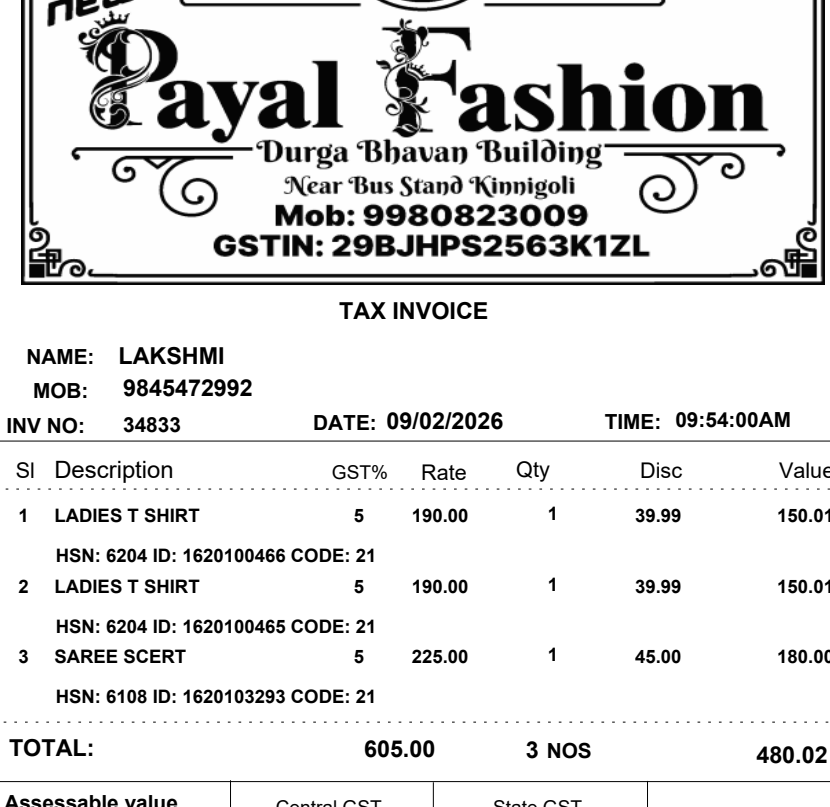 new
Payal Fashion
Durga Bhavan Building
Near Bus Stand Kinnigoli
Mob: 9980823009
GSTIN: 29BJHPS2563K1ZL
TAX INVOICE
NAME: LAKSHMI
MOB: 9845472992
INV NO: 34833 DATE: 09/02/2026 TIME: 09:54:00AM
Sl Description GST% Rate Qty Disc Value
1 LADIES T SHIRT 5 190.00 1 39.99 150.01
HSN: 6204 ID: 1620100466 CODE: 21
2 LADIES T SHIRT 5 190.00 1 39.99 150.01
HSN: 6204 ID: 1620100465 CODE: 21
3 SAREE SCERT 5 225.00 1 45.00 180.00
HSN: 6108 ID: 1620103293 CODE: 21
TOTAL: 605.00 3 NOS 480.02
Assessable value Central GST State GST